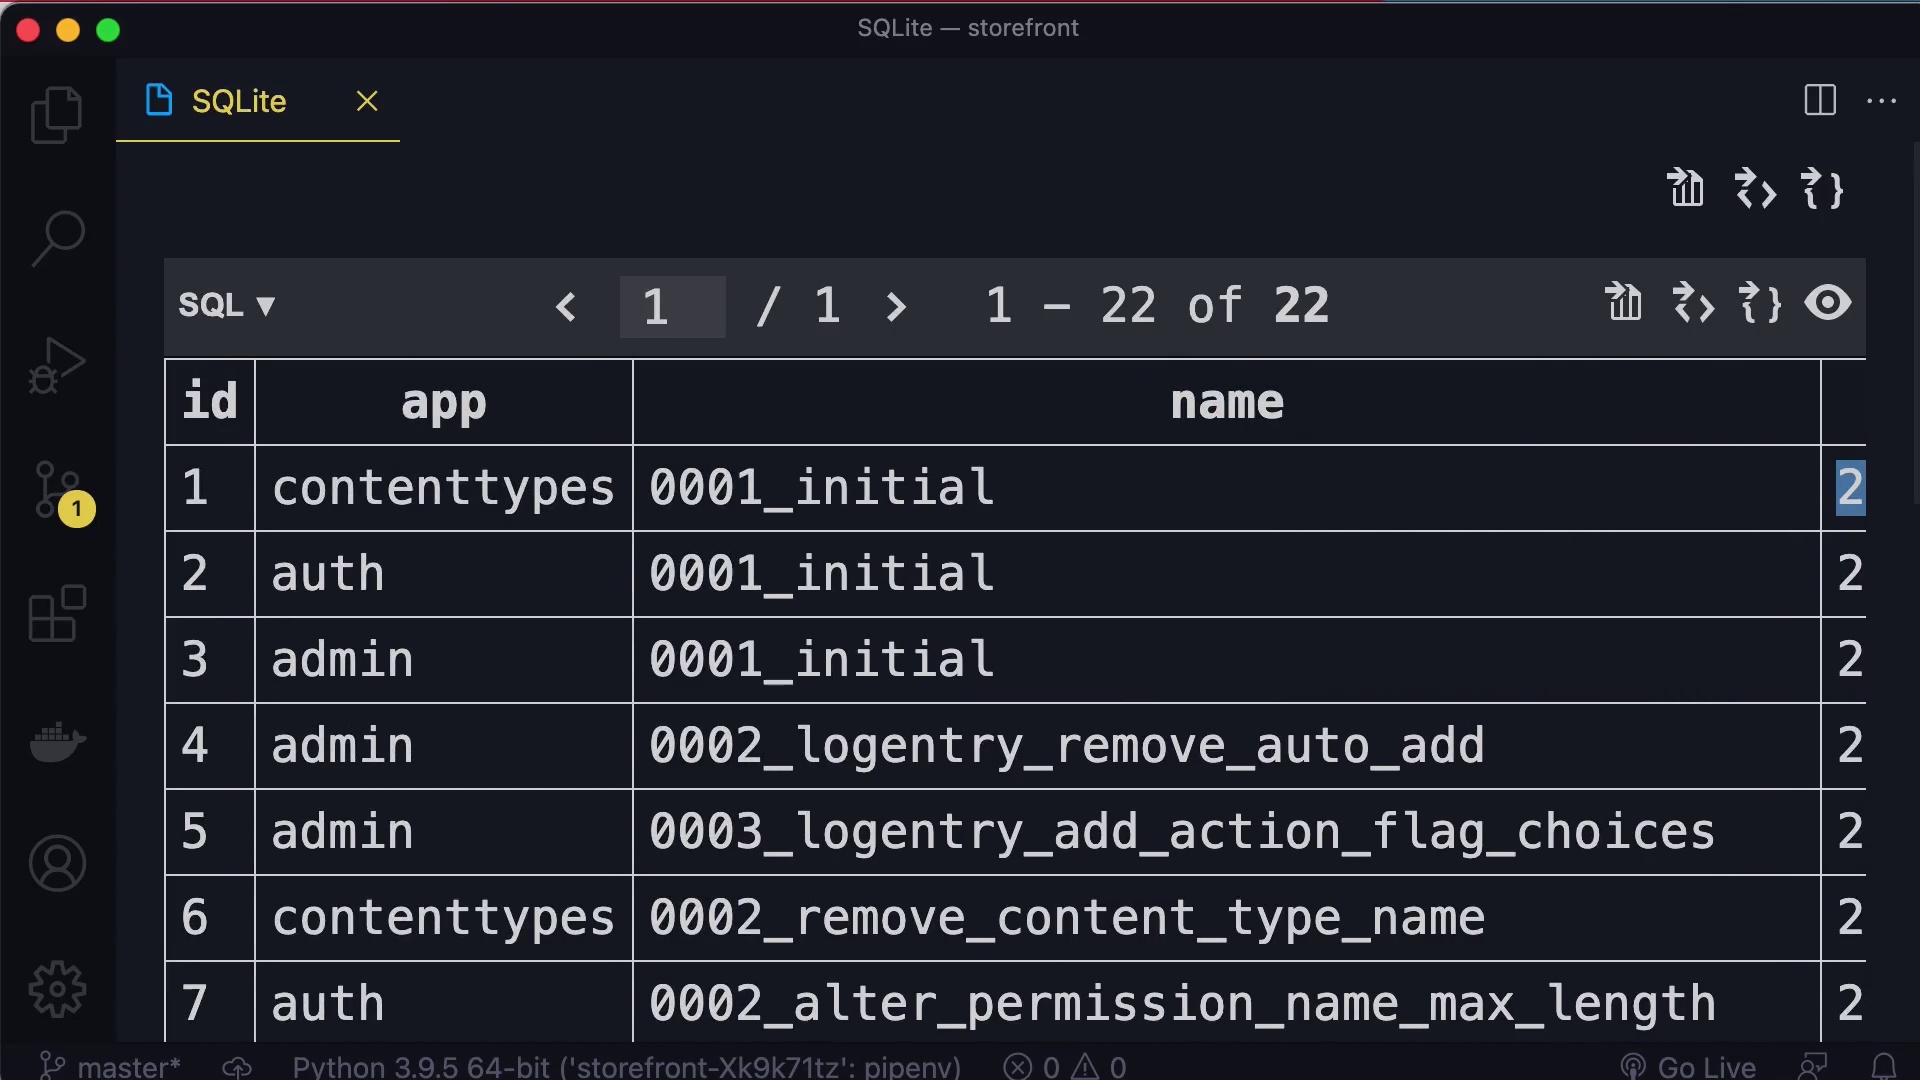 SQLite — storefront
SQLite
SQL ▼ 1 / 1 1 – 22 of 22
id app name
1 contenttypes 0001_initial 2
2 auth 0001_initial 2
3 admin 0001_initial 2
4 admin 0002_logentry_remove_auto_add 2
5 admin 0003_logentry_add_action_flag_choices 2
6 contenttypes 0002_remove_content_type_name 2
7 auth 0002_alter_permission_name_max_length 2
1
master* Python 3.9.5 64-bit ('storefront-Xk9k71tz': pipenv) 0 0 Go Live